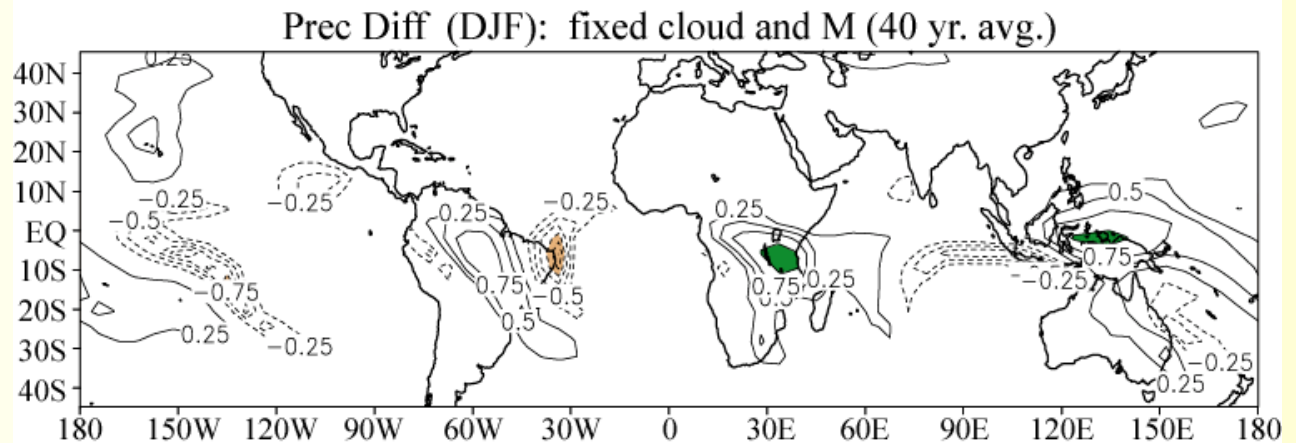 Prec Diff (DJF): fixed cloud and M (40 yr. avg.)
40N
30N
20N
10N
EQ
10S
20S
30S
40S
0.25
−0.25
−0.5
−0.75
0.25
−0.25
−0.25
0.25
−0.25
0.75
−0.5
0.5
0.25
0.75
0.5
0.25
0.5
0.75
−0.25
−0.25
0.25
180 150W 120W 90W 60W 30W 0 30E 60E 90E 120E 150E 180